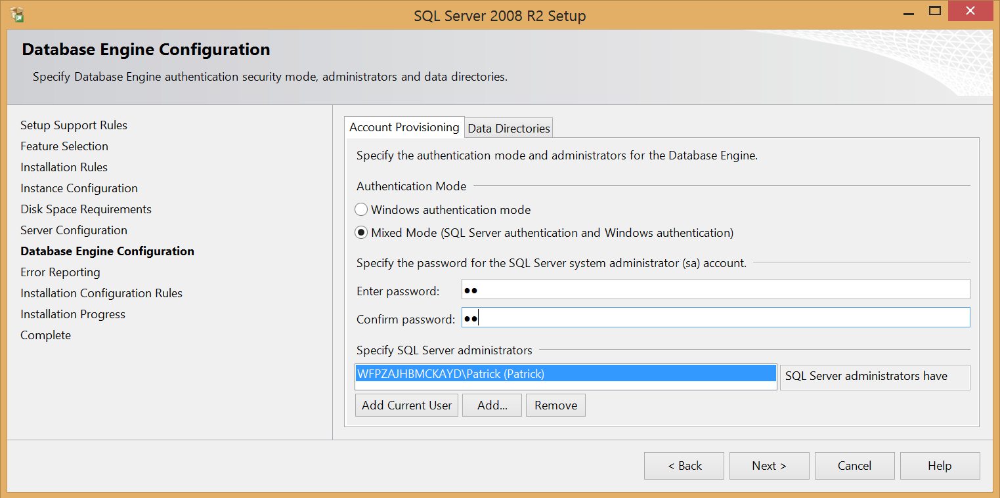 SQL Server 2008 R2 Setup
Database Engine Configuration
Specify Database Engine authentication security mode, administrators and data directories.
Setup Support Rules
Feature Selection
Installation Rules
Instance Configuration
Disk Space Requirements
Server Configuration
Database Engine Configuration
Error Reporting
Installation Configuration Rules
Installation Progress
Complete
Account Provisioning
Data Directories
Specify the authentication mode and administrators for the Database Engine.
Authentication Mode
Windows authentication mode
Mixed Mode (SQL Server authentication and Windows authentication)
Specify the password for the SQL Server system administrator (sa) account.
Enter password: ●●
Confirm password: ●●
Specify SQL Server administrators
WFPZAJHBMCKAYD\Patrick (Patrick)
SQL Server administrators have
Add Current User
Add...
Remove
< Back
Next >
Cancel
Help